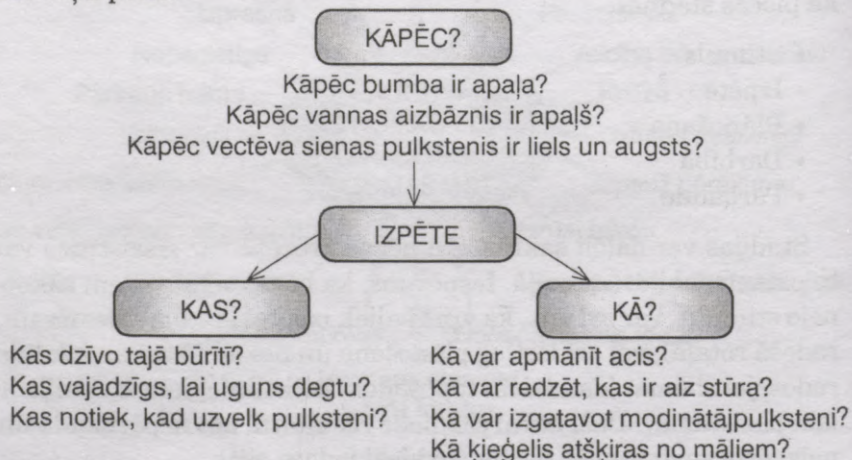 KĀPĒC?
Kāpēc bumba ir apaļa?
Kāpēc vannas aizbāznis ir apaļš?
Kāpēc vectēva sienas pulkstenis ir liels un augsts?
IZPĒTE
KAS?
Kas dzīvo tajā būrītī?
Kas vajadzīgs, lai uguns degtu?
Kas notiek, kad uzvelk pulksteni?
KĀ?
Kā var apmānīt acis?
Kā var redzēt, kas ir aiz stūra?
Kā var izgatavot modinātājpulksteni?
Kā ķieģelis atšķiras no māliem?